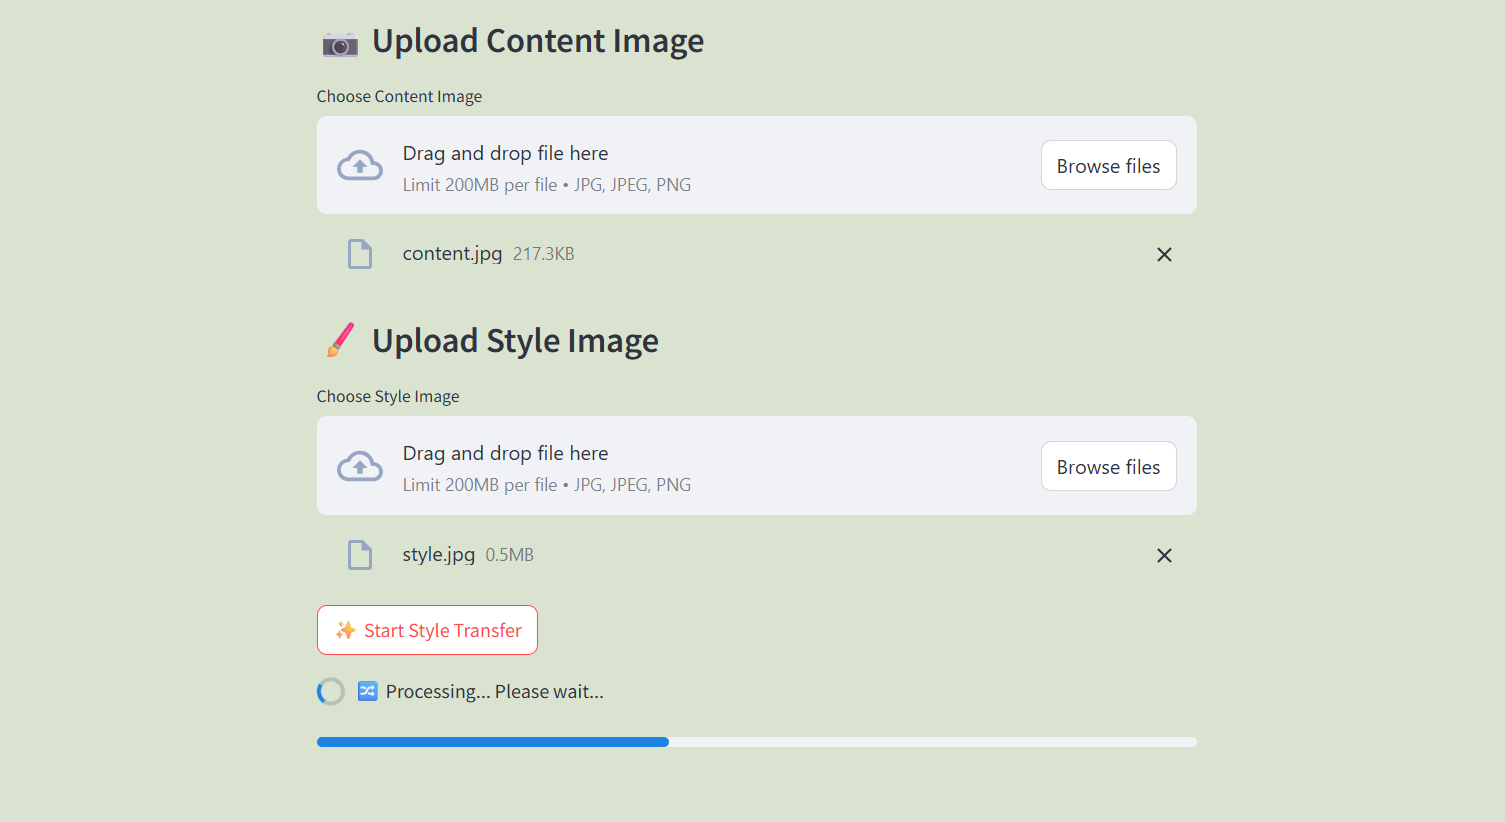 📷 Upload Content Image
Choose Content Image
Drag and drop file here
Limit 200MB per file • JPG, JPEG, PNG
Browse files
content.jpg 217.3KB
🖌️ Upload Style Image
Choose Style Image
Drag and drop file here
Limit 200MB per file • JPG, JPEG, PNG
Browse files
style.jpg 0.5MB
✨ Start Style Transfer
🔀 Processing... Please wait...